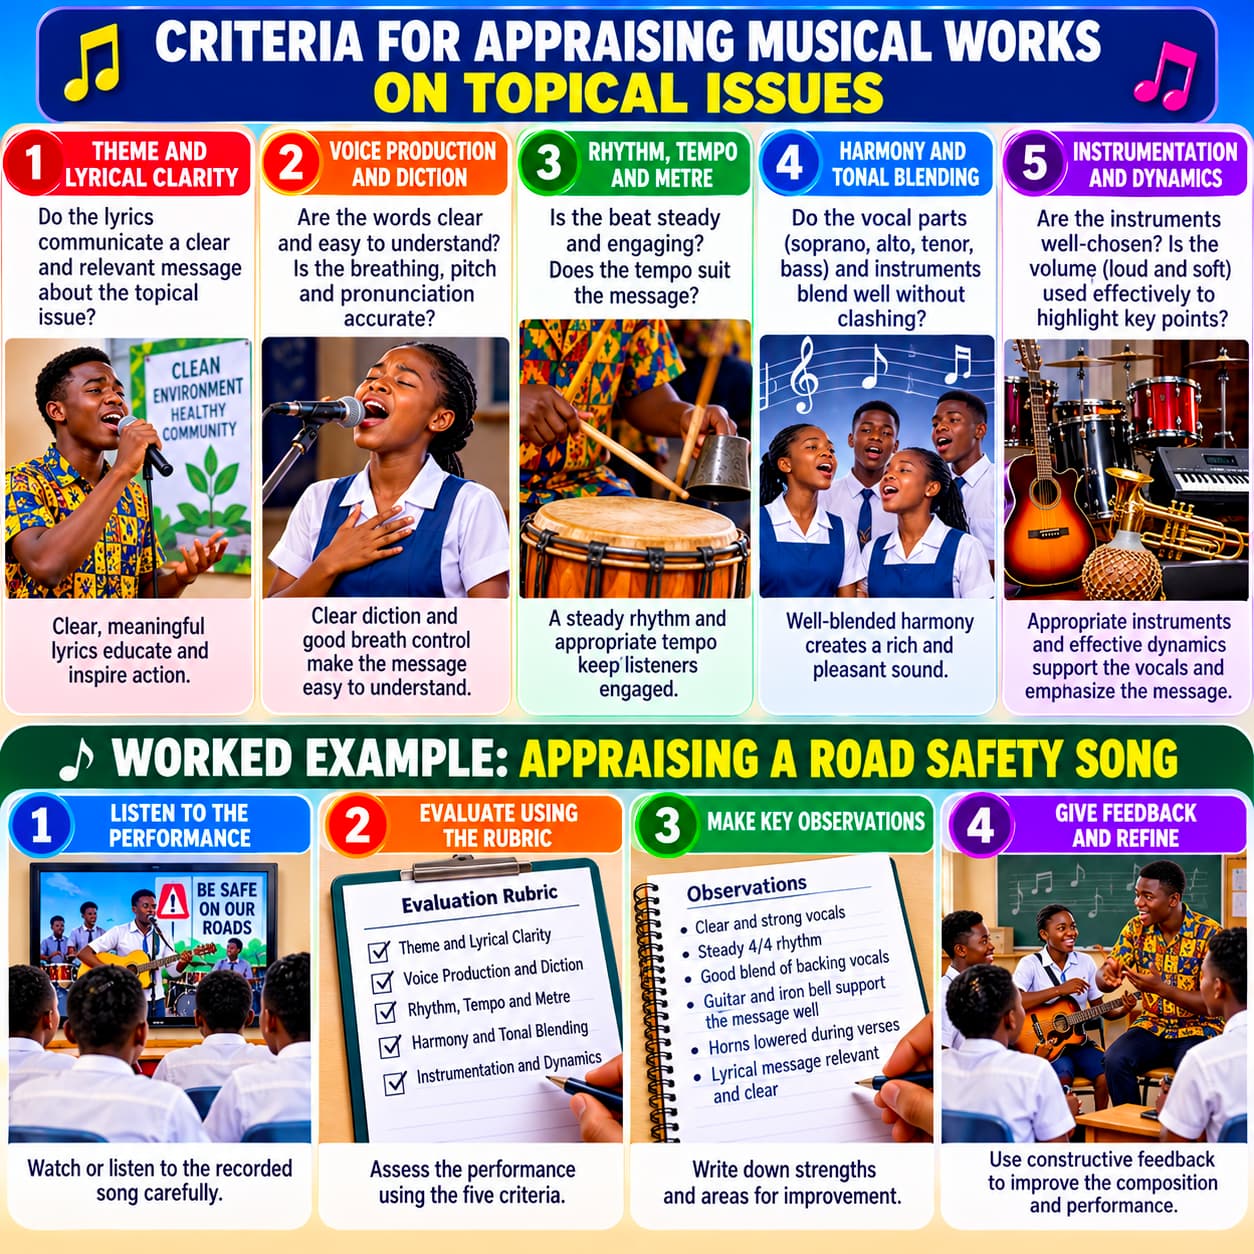 CRITERIA FOR APPRAISING MUSICAL WORKS
ON TOPICAL ISSUES
1
THEME AND
LYRICAL CLARITY
Do the lyrics
communicate a clear
and relevant message
about the topical
issue?
CLEAN
ENVIRONMENT
HEALTHY
COMMUNITY
Clear, meaningful
lyrics educate and
inspire action.
2
VOICE PRODUCTION
AND DICTION
Are the words clear
and easy to understand?
Is the breathing, pitch
and pronunciation
accurate?
Clear diction and
good breath control
make the message
easy to understand.
3
RHYTHM, TEMPO
AND METRE
Is the beat steady
and engaging?
Does the tempo suit
the message?
A steady rhythm and
appropriate tempo
keep listeners
engaged.
4
HARMONY AND
TONAL BLENDING
Do the vocal parts
(soprano, alto, tenor,
bass) and instruments
blend well without
clashing?
Well-blended harmony
creates a rich and
pleasant sound.
5
INSTRUMENTATION
AND DYNAMICS
Are the instruments
well-chosen? Is the
volume (loud and soft)
used effectively to
highlight key points?
Appropriate instruments
and effective dynamics
support the vocals and
emphasize the message.
WORKED EXAMPLE: APPRAISING A ROAD SAFETY SONG
1
LISTEN TO THE
PERFORMANCE
BE SAFE
ON OUR
ROADS
Watch or listen to the recorded
song carefully.
2
EVALUATE USING
THE RUBRIC
Evaluation Rubric
Theme and Lyrical Clarity
Voice Production and Diction
Rhythm, Tempo and Metre
Harmony and Tonal Blending
Instrumentation and Dynamics
Assess the performance
using the five criteria.
3
MAKE KEY OBSERVATIONS
Observations
• Clear and strong vocals
• Steady 4/4 rhythm
• Good blend of backing vocals
• Guitar and iron bell support
the message well
• Horns lowered during verses
• Lyrical message relevant
and clear
Write down strengths
and areas for improvement.
4
GIVE FEEDBACK
AND REFINE
Use constructive feedback
to improve the composition
and performance.